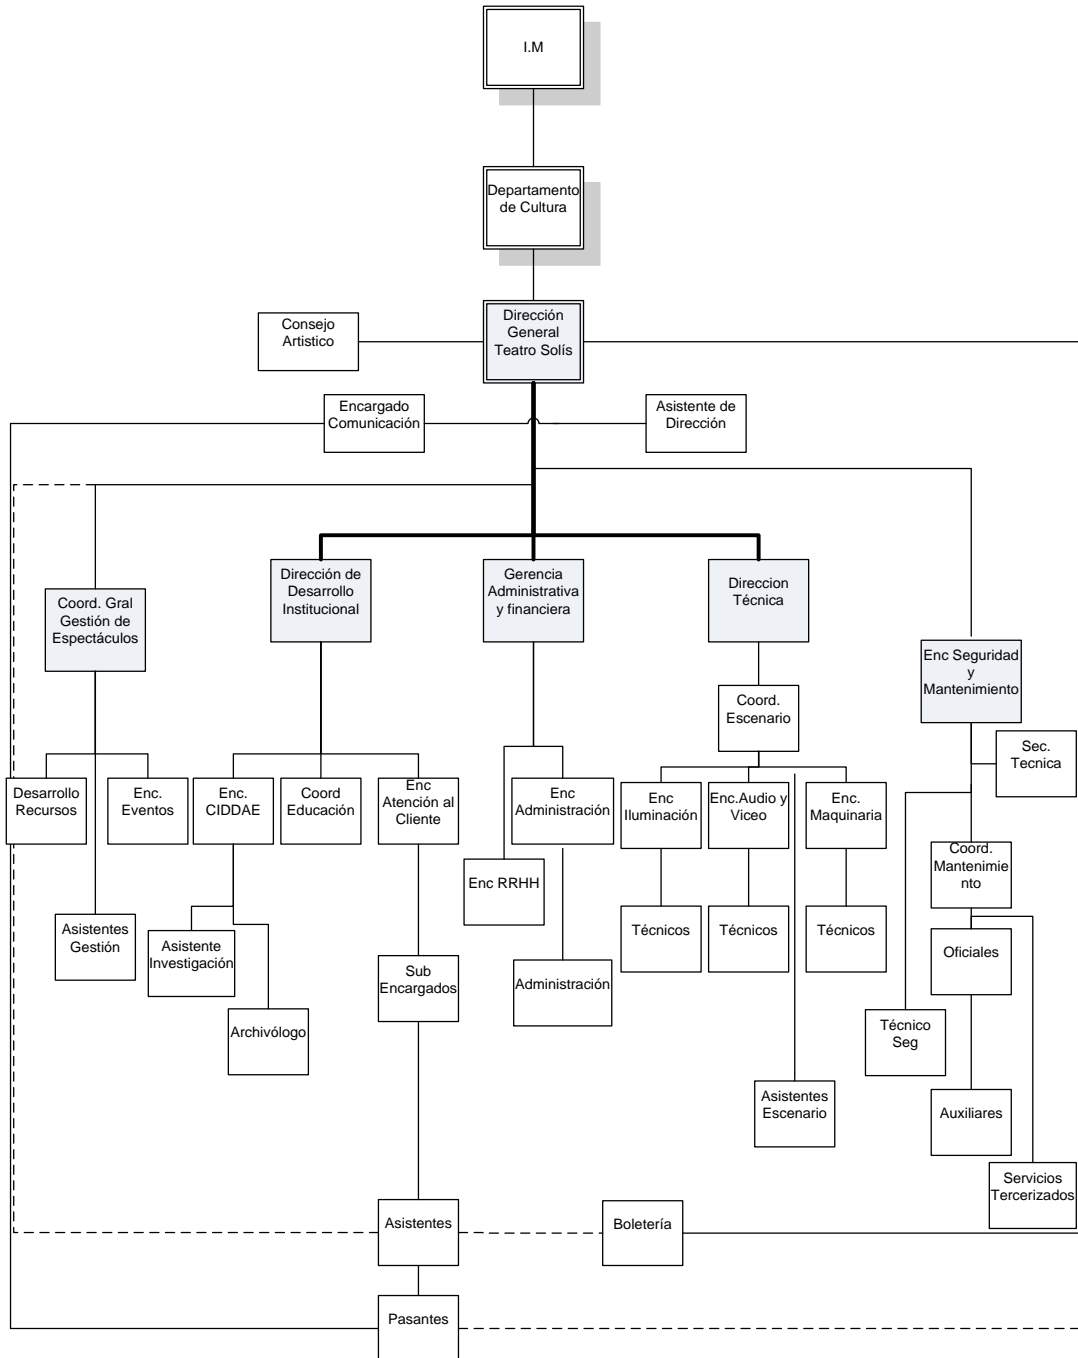 I.M
Departamento
de Cultura
Dirección
General
Teatro Solís
Consejo
Artistico
Encargado
Comunicación
Asistente de
Dirección
Coord. Gral
Gestión de
Espectáculos
Dirección de
Desarrollo
Institucional
Gerencia
Administrativa
y financiera
Direccion
Técnica
Enc Seguridad
y
Mantenimiento
Coord.
Escenario
Sec.
Tecnica
Desarrollo
Recursos
Enc.
Eventos
Enc.
CIDDAE
Coord
Educación
Enc
Atención al
Cliente
Enc
Administración
Enc
Iluminación
Enc.Audio y
Viceo
Enc.
Maquinaria
Coord.
Mantenimie
nto
Enc RRHH
Asistentes
Gestión
Asistente
Investigación
Técnicos
Técnicos
Técnicos
Oficiales
Sub
Encargados
Administración
Archivólogo
Técnico
Seg
Asistentes
Escenario
Auxiliares
Servicios
Tercerizados
Asistentes
Boletería
Pasantes